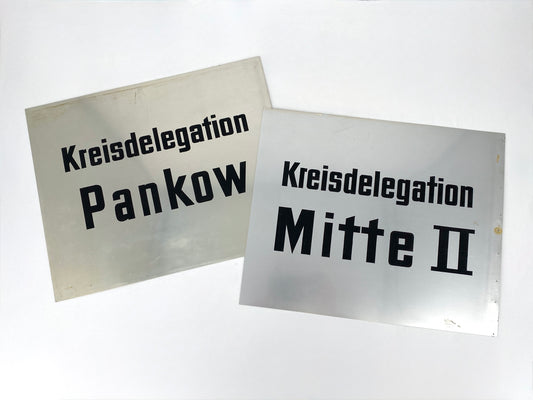 Kreisdelegation
Pankow
Kreisdelegation
Mitte II